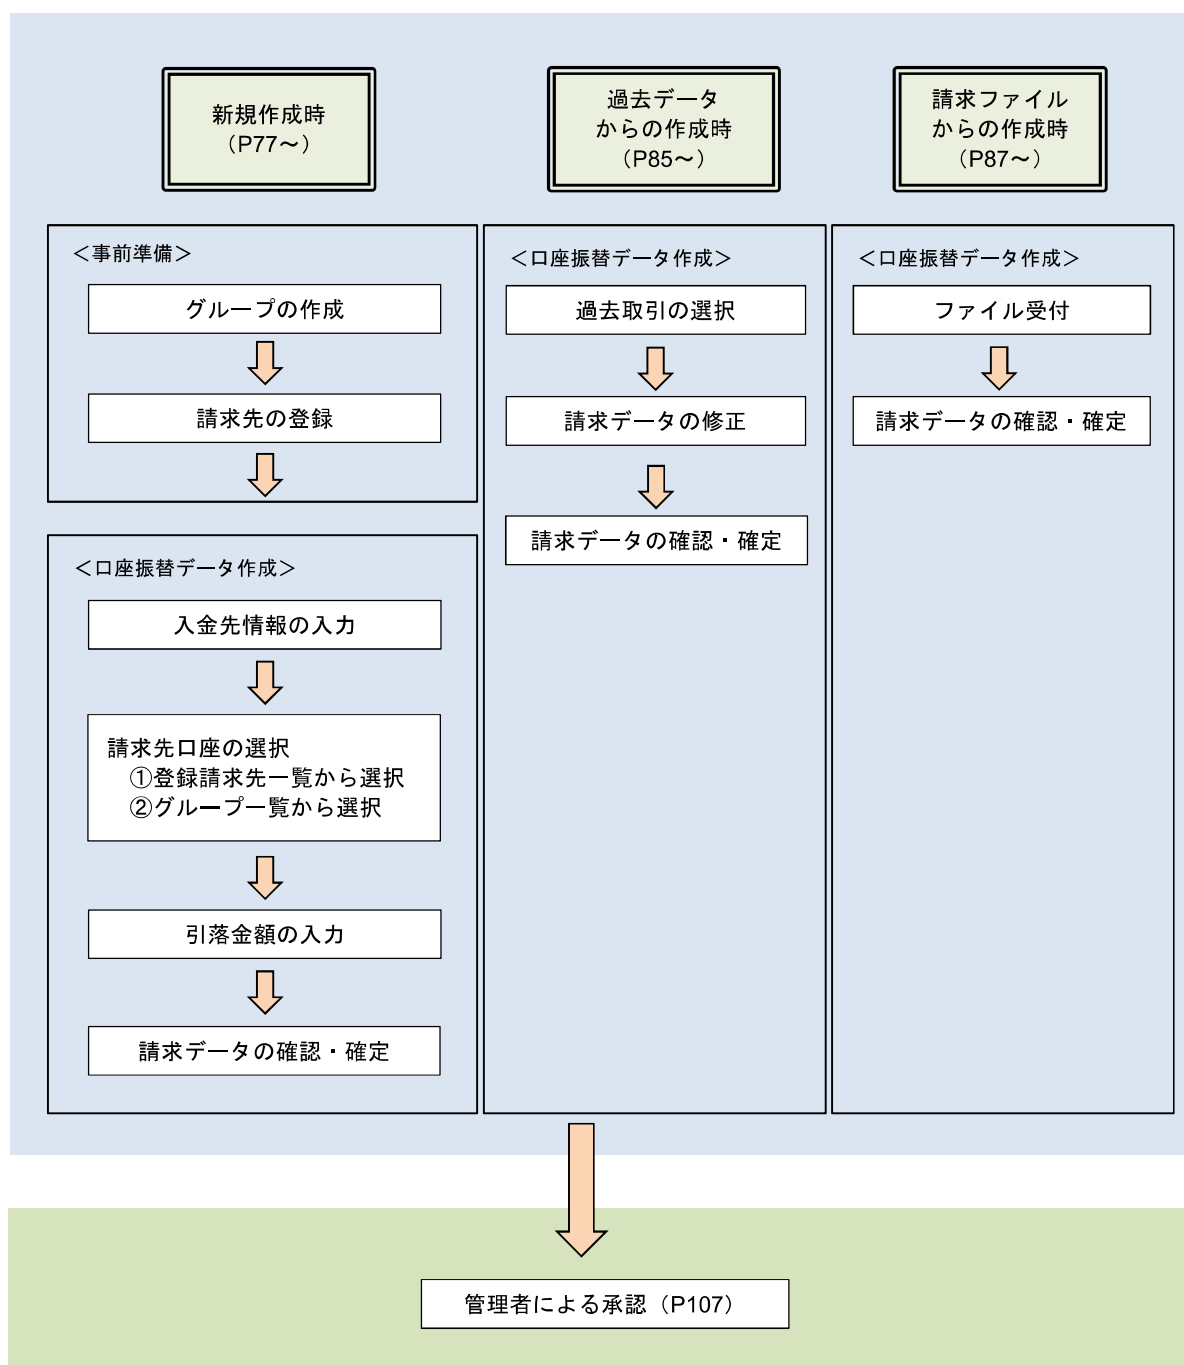 新規作成時
(P77～)
過去データ
からの作成時
(P85～)
請求ファイル
からの作成時
(P87～)
＜事前準備＞
グループの作成
請求先の登録
＜口座振替データ作成＞
入金先情報の入力
請求先口座の選択
①登録請求先一覧から選択
②グループ一覧から選択
引落金額の入力
請求データの確認・確定
＜口座振替データ作成＞
過去取引の選択
請求データの修正
請求データの確認・確定
＜口座振替データ作成＞
ファイル受付
請求データの確認・確定
管理者による承認（P107）